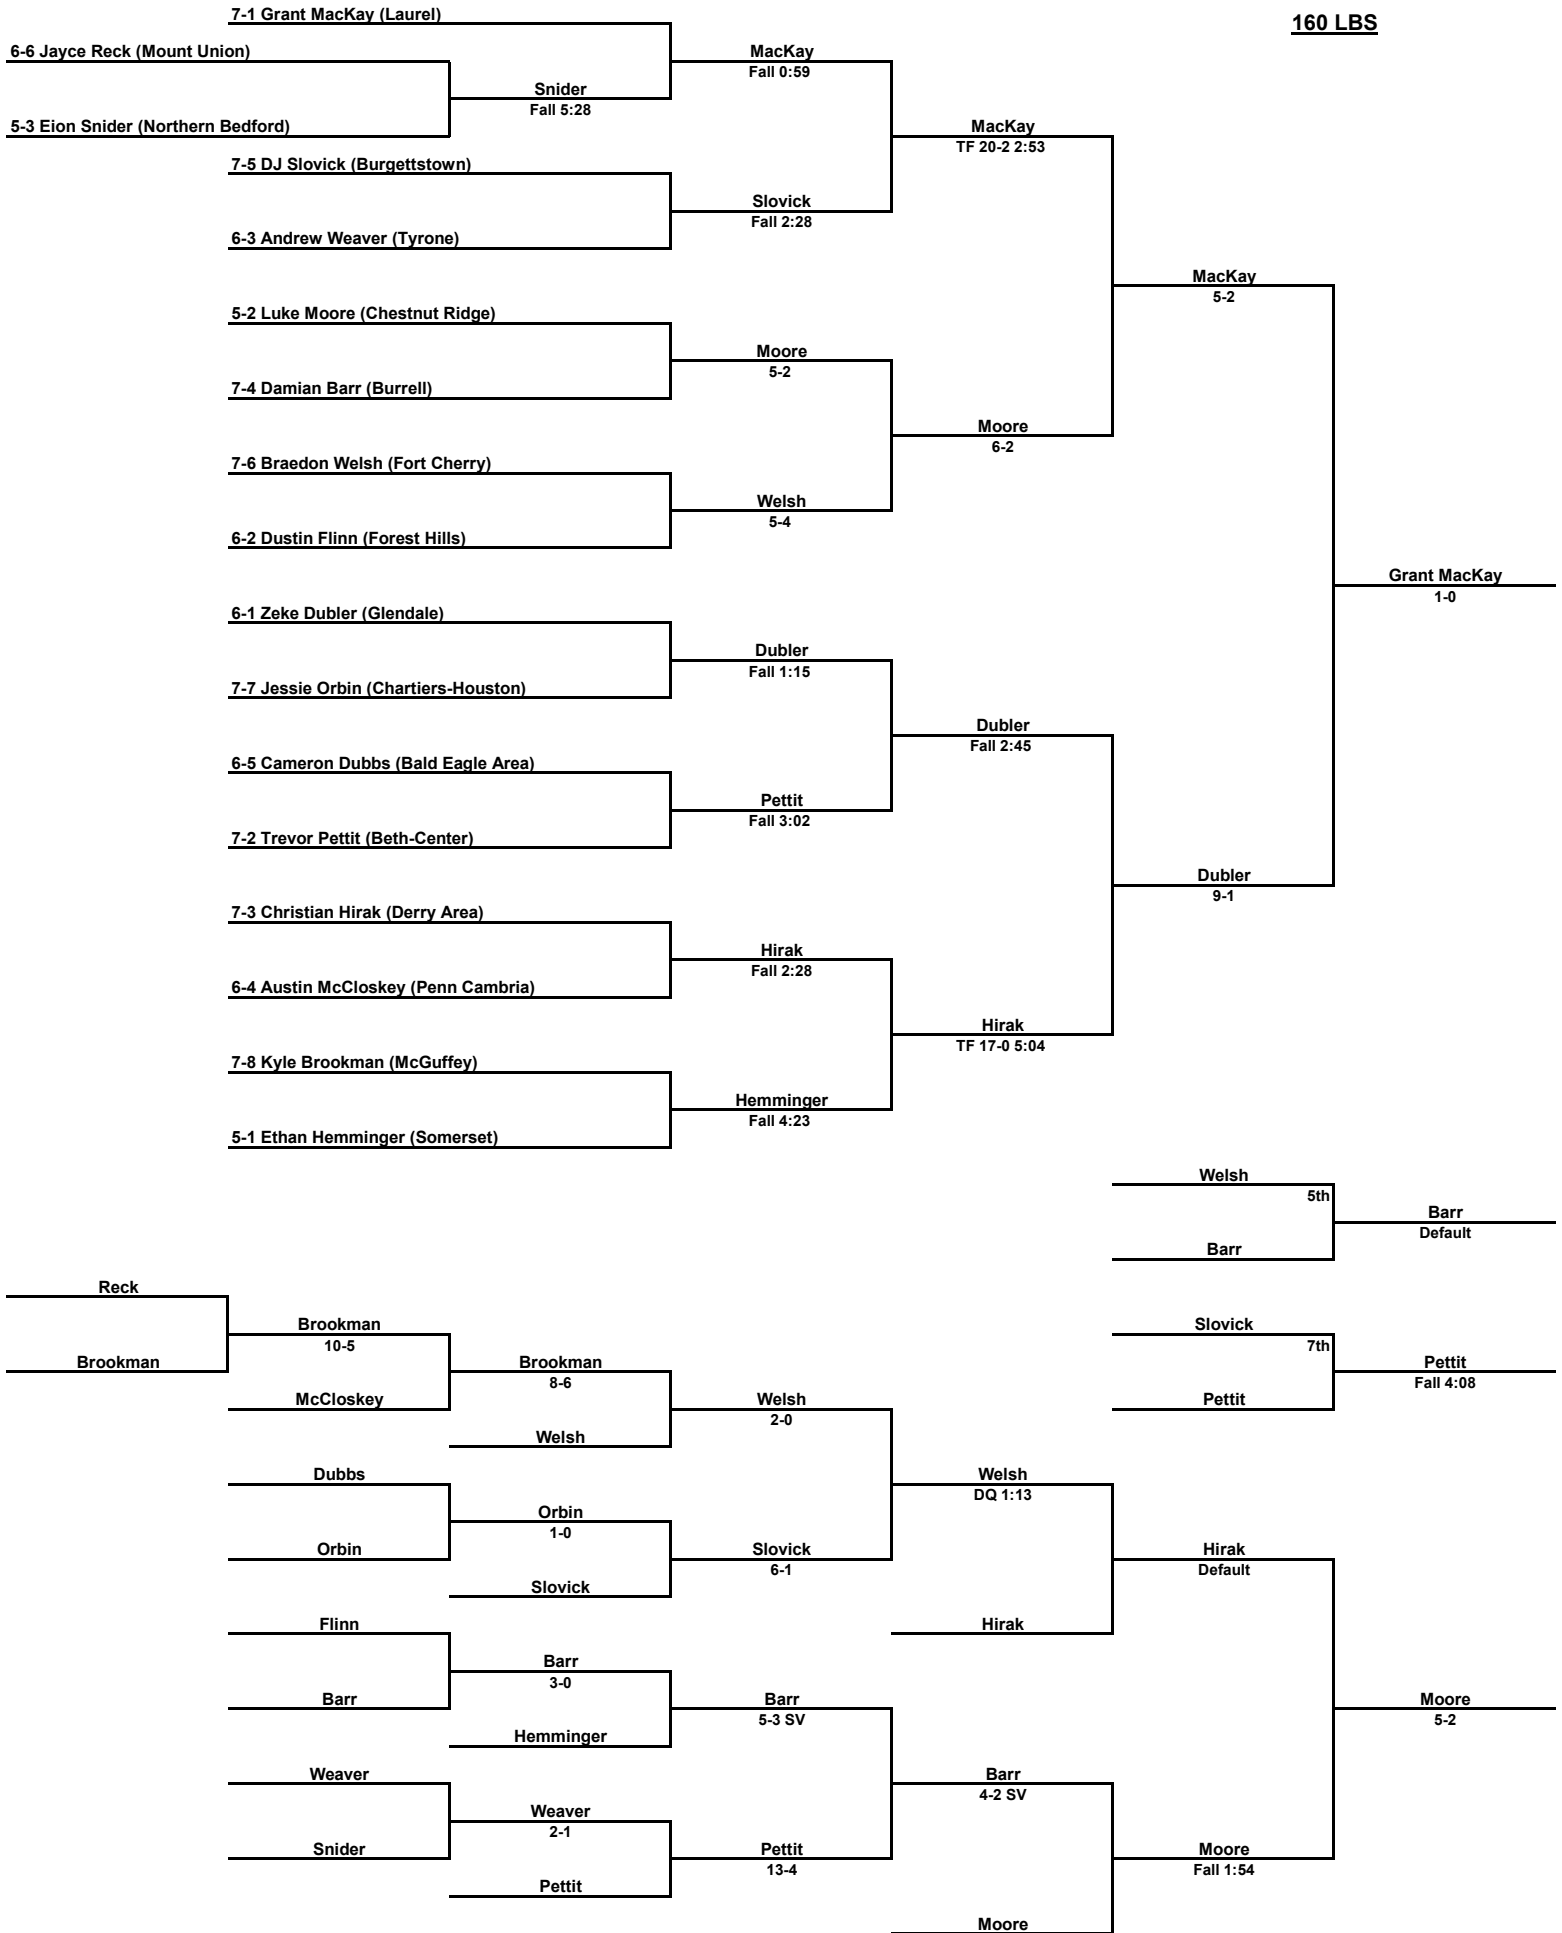 7-1 Grant MacKay (Laurel)
160 LBS
6-6 Jayce Reck (Mount Union)
MacKay
Fall 0:59
Snider
Fall 5:28
5-3 Eion Snider (Northern Bedford)
MacKay
TF 20-2 2:53
7-5 DJ Slovick (Burgettstown)
Slovick
Fall 2:28
6-3 Andrew Weaver (Tyrone)
MacKay
5-2
5-2 Luke Moore (Chestnut Ridge)
Moore
5-2
7-4 Damian Barr (Burrell)
Moore
6-2
7-6 Braedon Welsh (Fort Cherry)
Welsh
5-4
6-2 Dustin Flinn (Forest Hills)
Grant MacKay
1-0
6-1 Zeke Dubler (Glendale)
Dubler
Fall 1:15
7-7 Jessie Orbin (Chartiers-Houston)
Dubler
Fall 2:45
6-5 Cameron Dubbs (Bald Eagle Area)
Pettit
Fall 3:02
7-2 Trevor Pettit (Beth-Center)
Dubler
9-1
7-3 Christian Hirak (Derry Area)
Hirak
Fall 2:28
6-4 Austin McCloskey (Penn Cambria)
Hirak
TF 17-0 5:04
7-8 Kyle Brookman (McGuffey)
Hemminger
Fall 4:23
5-1 Ethan Hemminger (Somerset)
Welsh
5th
Barr
Default
Barr
Reck
Brookman
10-5
Brookman
Slovick
7th
Pettit
Fall 4:08
Pettit
Brookman
8-6
McCloskey
Welsh
2-0
Welsh
Dubbs
Welsh
DQ 1:13
Orbin
1-0
Orbin
Slovick
6-1
Hirak
Default
Slovick
Flinn
Hirak
Barr
3-0
Barr
Barr
5-3 SV
Moore
5-2
Hemminger
Weaver
Barr
4-2 SV
Weaver
2-1
Snider
Pettit
13-4
Moore
Fall 1:54
Pettit
Moore